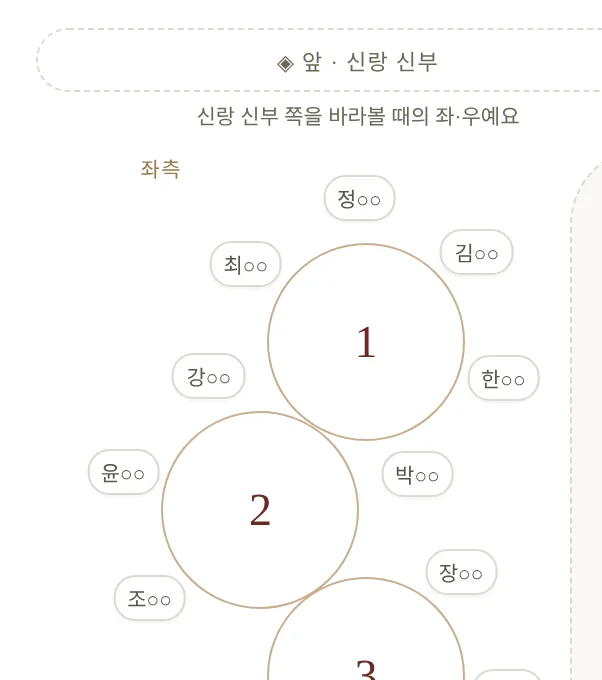 ◈ 앞 · 신랑 신부
신랑 신부 쪽을 바라볼 때의 좌·우예요
좌측
정○○
김○○
최○○
1
강○○
한○○
윤○○
박○○
2
장○○
조○○
3